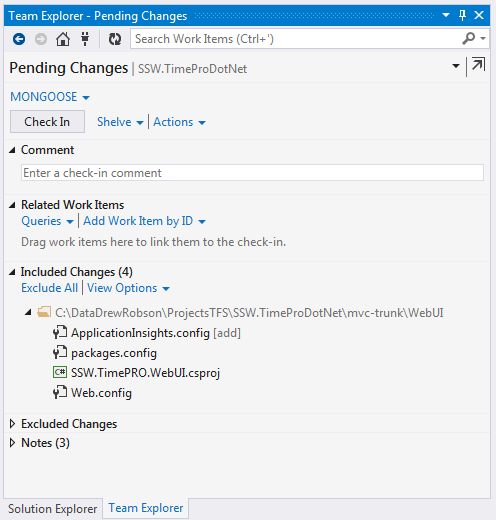 Team Explorer - Pending Changes
Search Work Items (Ctrl+')
Pending Changes | SSW.TimeProDotNet
MONGOOSE
Check In Shelve Actions
Comment
Enter a check-in comment
Related Work Items
Queries Add Work Item by ID
Drag work items here to link them to the check-in.
Included Changes (4)
Exclude All View Options
C:\DataDrewRobson\ProjectsTFS\SSW.TimeProDotNet\mvc-trunk\WebUI
ApplicationInsights.config [add]
packages.config
C# SSW.TimePRO.WebUI.csproj
Web.config
Excluded Changes
Notes (3)
Solution Explorer Team Explorer